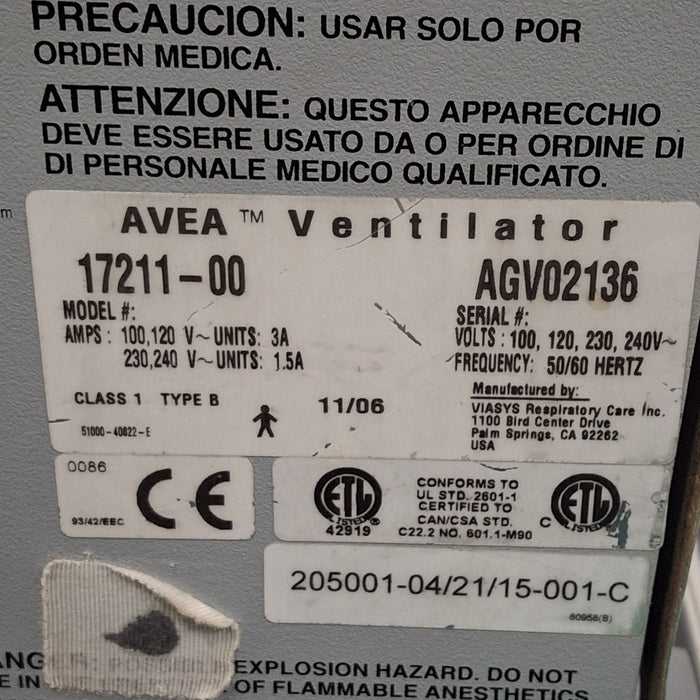 PRECAUCION: USAR SOLO POR
ORDEN MEDICA.
ATTENZIONE: QUESTO APPARECCHIO
DEVE ESSERE USATO DA O PER ORDINE DI
DI PERSONALE MEDICO QUALIFICATO.
m
AVEA™ Ventilator
17211-00
MODEL #:
AMPS: 100,120 V~UNITS: 3A
230,240 V~UNITS: 1.5A
CLASS 1 TYPE B
11/06
51000-40822-E
AGV02136
SERIAL #:
VOLTS: 100, 120, 230, 240V~
FREQUENCY: 50/60 HERTZ
Manufactured by:
VIASYS Respiratory Care Inc.
1100 Bird Center Drive
Palm Springs, CA 92262
USA
0086
CE
93/42/EEC
ETL
LISTED
42919
CONFORMS TO
UL STD. 2601-1
CERTIFIED TO
CAN/CSA STD.
C22.2 NO. 601.1-M90
C ETL
LISTED
205001-04/21/15-001-C
80958(B)
EXPLOSION HAZARD. DO NOT
E IN OF FLAMMABLE ANESTHETICS